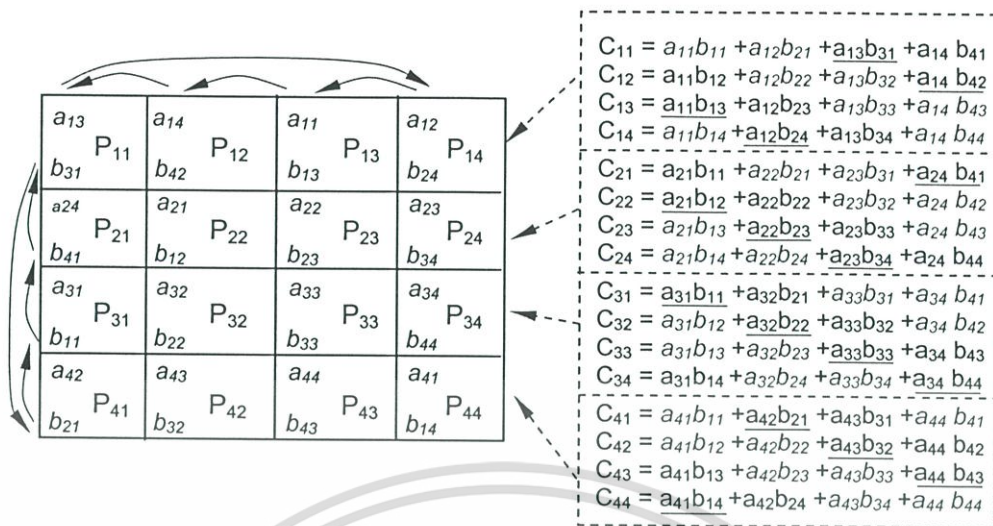 a13 a14 a11 a12
P11 P12 P13 P14
b31 b42 b13 b24
a24 a21 a22 a23
P21 P22 P23 P24
b41 b12 b23 b34
a31 a32 a33 a34
P31 P32 P33 P34
b11 b22 b33 b44
a42 a43 a44 a41
P41 P42 P43 P44
b21 b32 b43 b14
C11 = a11b11 +a12b21 +a13b31 +a14 b41
C12 = a11b12 +a12b22 +a13b32 +a14 b42
C13 = a11b13 +a12b23 +a13b33 +a14 b43
C14 = a11b14 +a12b24 +a13b34 +a14 b44
C21 = a21b11 +a22b21 +a23b31 +a24 b41
C22 = a21b12 +a22b22 +a23b32 +a24 b42
C23 = a21b13 +a22b23 +a23b33 +a24 b43
C24 = a21b14 +a22b24 +a23b34 +a24 b44
C31 = a31b11 +a32b21 +a33b31 +a34 b41
C32 = a31b12 +a32b22 +a33b32 +a34 b42
C33 = a31b13 +a32b23 +a33b33 +a34 b43
C34 = a31b14 +a32b24 +a33b34 +a34 b44
C41 = a41b11 +a42b21 +a43b31 +a44 b41
C42 = a41b12 +a42b22 +a43b32 +a44 b42
C43 = a41b13 +a42b23 +a43b33 +a44 b43
C44 = a41b14 +a42b24 +a43b34 +a44 b44